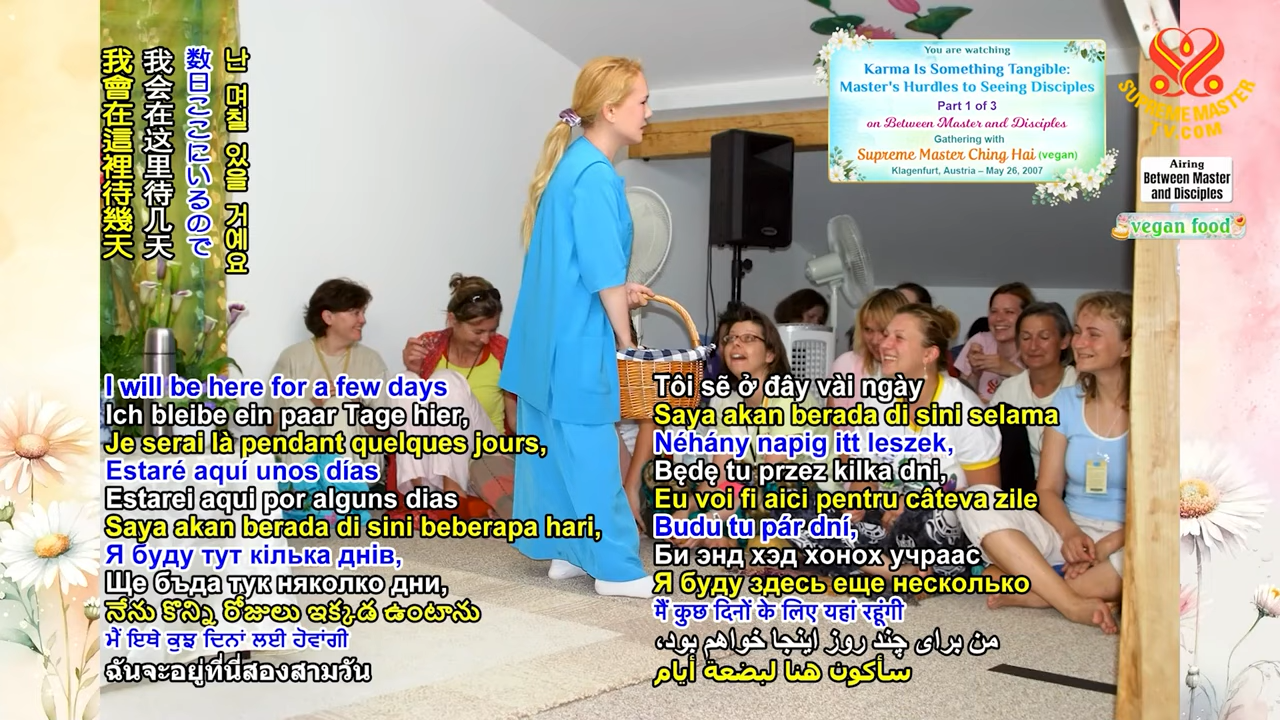 我會在這裡待幾天
我会在这里待几天
数日ここにいるので
난 며칠 있을 거예요
You are watching
Karma Is Something Tangible:
Master's Hurdles to Seeing Disciples
Part 1 of 3
on Between Master and Disciples
Gathering with
Supreme Master Ching Hai (vegan)
Klagenfurt, Austria – May 26, 2007
SUPREME MASTER
TV.COM
Airing
Between Master
and Disciples
vegan food
I will be here for a few days
Ich bleibe ein paar Tage hier,
Je serai là pendant quelques jours,
Estaré aquí unos días
Estarei aqui por alguns dias
Saya akan berada di sini beberapa hari,
Я буду тут кілька днів,
Ще бъда тук няколко дни,
నేను కొన్ని రోజులు ఇక్కడ ఉంటాను
ਮੈਂ ਇਥੇ ਕੁਝ ਦਿਨਾਂ ਲਈ ਹੋਵਾਂਗੀ
ฉันจะอยู่ที่นี่สองสามวัน
Tôi sẽ ở đây vài ngày
Saya akan berada di sini selama
Néhány napig itt leszek,
Będę tu przez kilka dni,
Eu voi fi aici pentru câteva zile
Budu tu pár dní,
Би энд хэд хонох учраас
Я буду здесь еще несколько
मैं कुछ दिनों के लिए यहां रहूंगी
من برای چند روز اینجا خواهم بود،
سأكون هنا لبضعة أيام